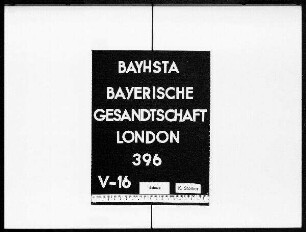 BAYHSTA
BAYERISCHE
GESANDTSCHAFT
LONDON
396
V-16